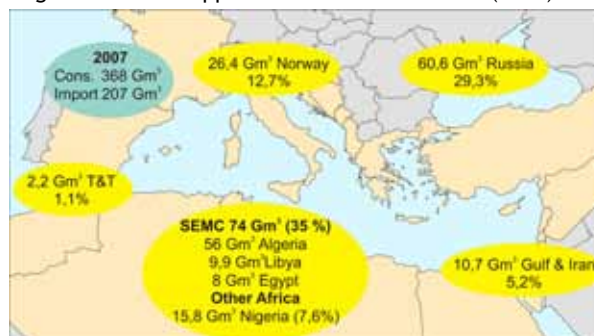 2007
Cons. 368 Gm³
Import 207 Gm³
26,4 Gm³ Norway
12,7%
60,6 Gm³ Russia
29,3%
2,2 Gm³ T&T
1,1%
SEMC 74 Gm³ (35 %)
56 Gm³ Algeria
9,9 Gm³Libya
8 Gm³ Egypt
Other Africa
15,8 Gm³ Nigeria (7,6%)
10,7 Gm³ Gulf & Iran
5,2%